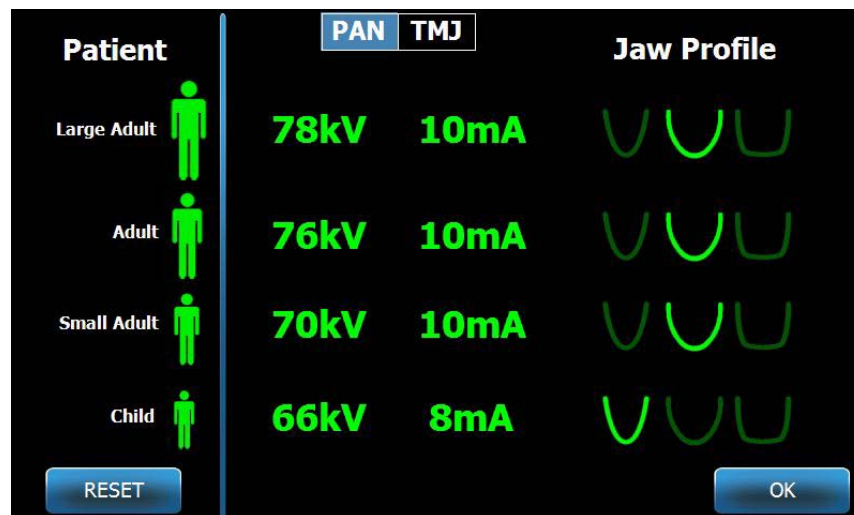 Patient
PAN TMJ
Jaw Profile
Large Adult 78kV 10mA
Adult 76kV 10mA
Small Adult 70kV 10mA
Child 66kV 8mA
RESET
OK